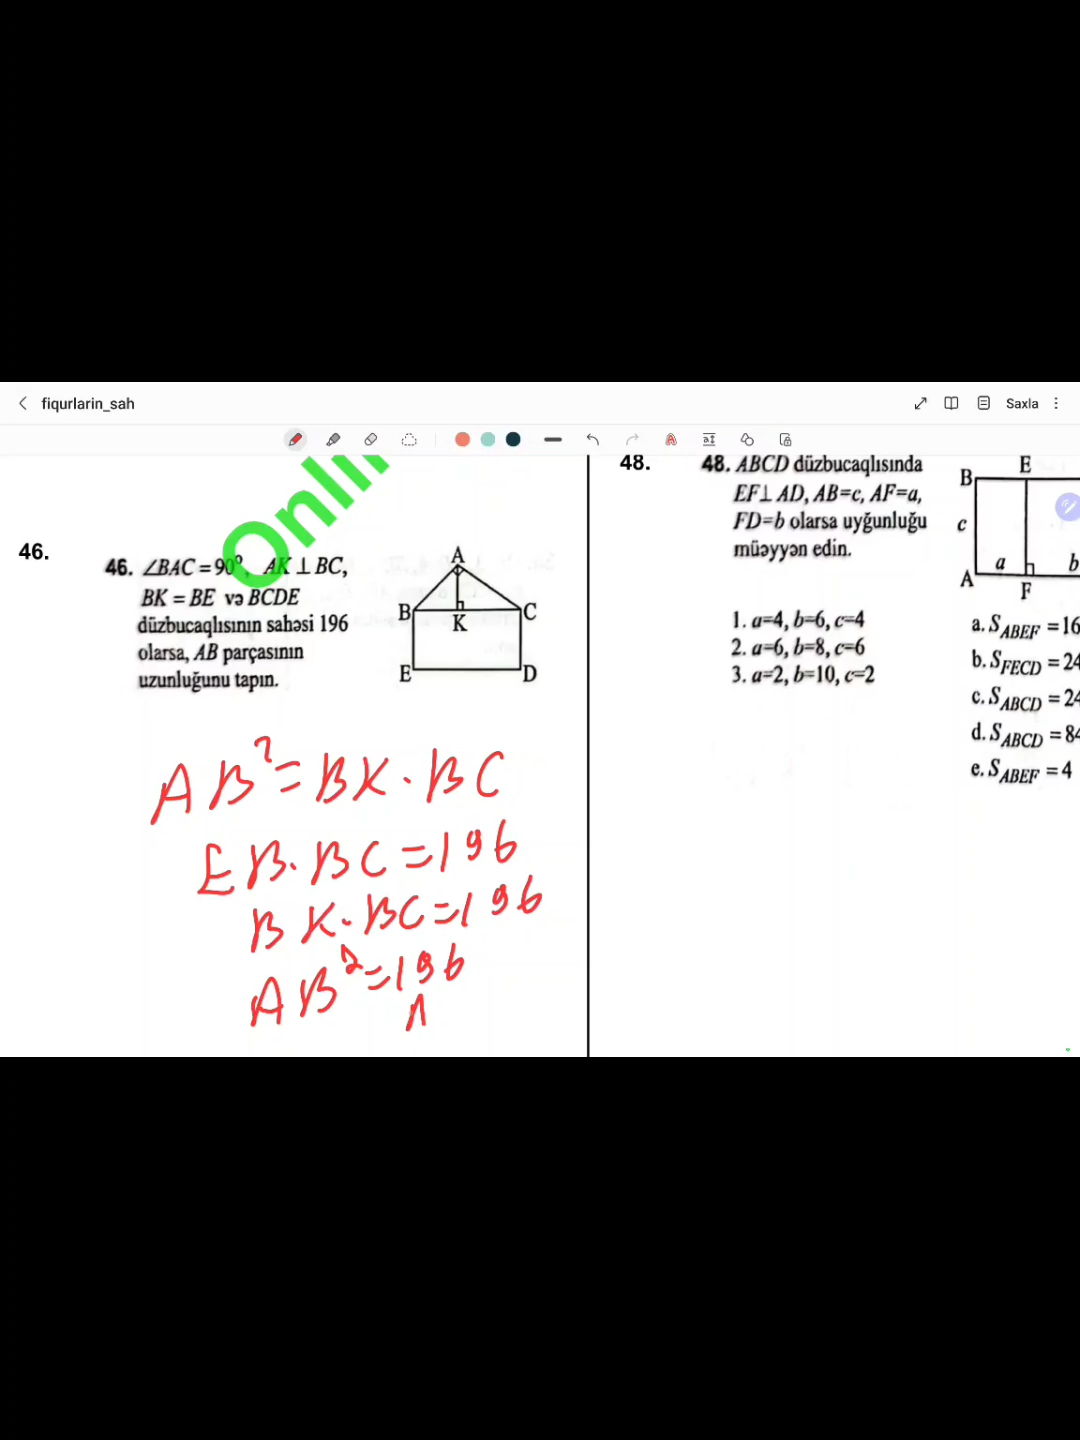 fiqurlarin_sah
Saxla
Onlin
46.
46. ∠BAC = 90°, AK ⊥ BC,
BK = BE və BCDE
düzbucaqlısının sahəsi 196
olarsa, AB parçasının
uzunluğunu tapın.
A
B
K
C
E
D
AB²=BK·BC
EB·BC=196
BK·BC=196
AB²=196
48.
48. ABCD düzbucaqlısında
EF⊥ AD, AB=c, AF=a,
FD=b olarsa uyğunluğu
müəyyən edin.
B
E
c
a
b
A
F
1. a=4, b=6, c=4
2. a=6, b=8, c=6
3. a=2, b=10, c=2
a. S_ABEF = 16
b. S_FECD = 24
c. S_ABCD = 24
d. S_ABCD = 84
e. S_ABEF = 4